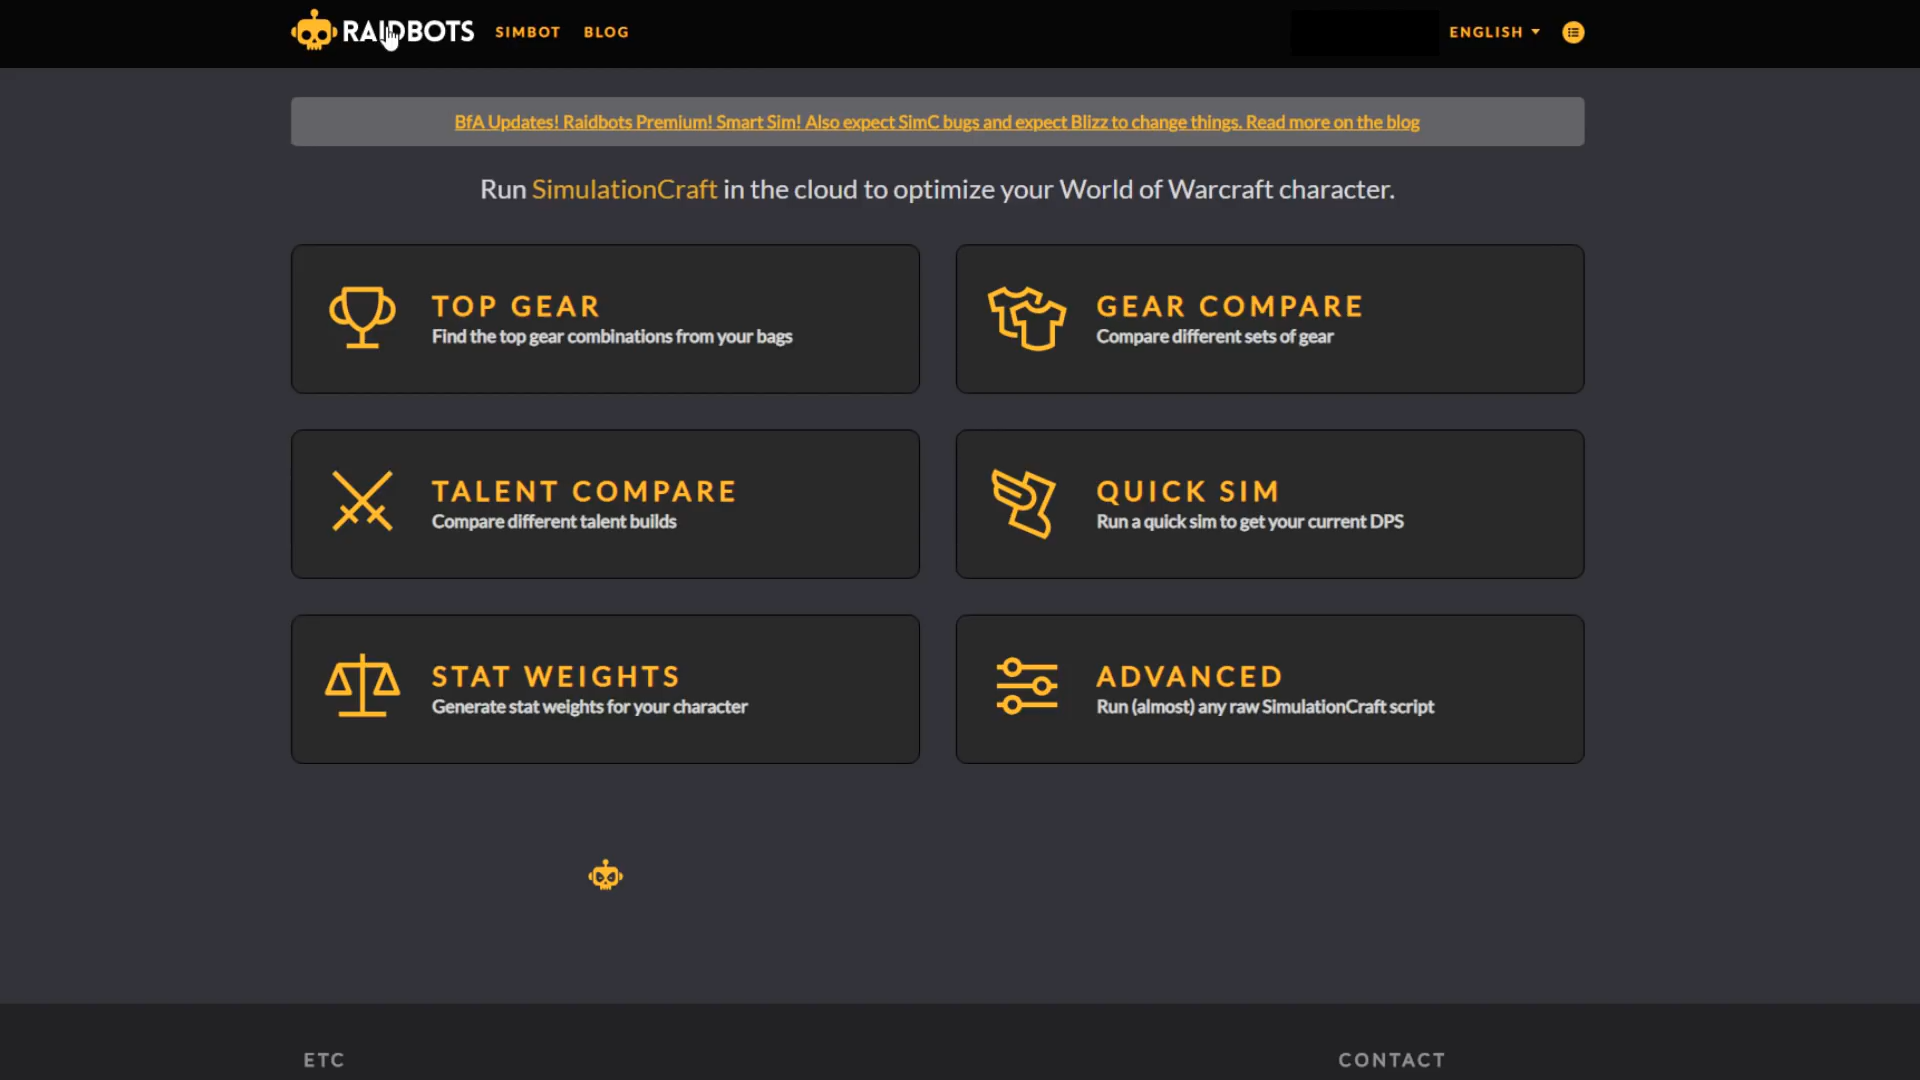 RAIDBOTS SIMBOT BLOG ENGLISH
BfA Updates! Raidbots Premium! Smart Sim! Also expect SimC bugs and expect Blizz to change things. Read more on the blog
Run SimulationCraft in the cloud to optimize your World of Warcraft character.
TOP GEAR
Find the top gear combinations from your bags
GEAR COMPARE
Compare different sets of gear
TALENT COMPARE
Compare different talent builds
QUICK SIM
Run a quick sim to get your current DPS
STAT WEIGHTS
Generate stat weights for your character
ADVANCED
Run (almost) any raw SimulationCraft script
ETC
CONTACT